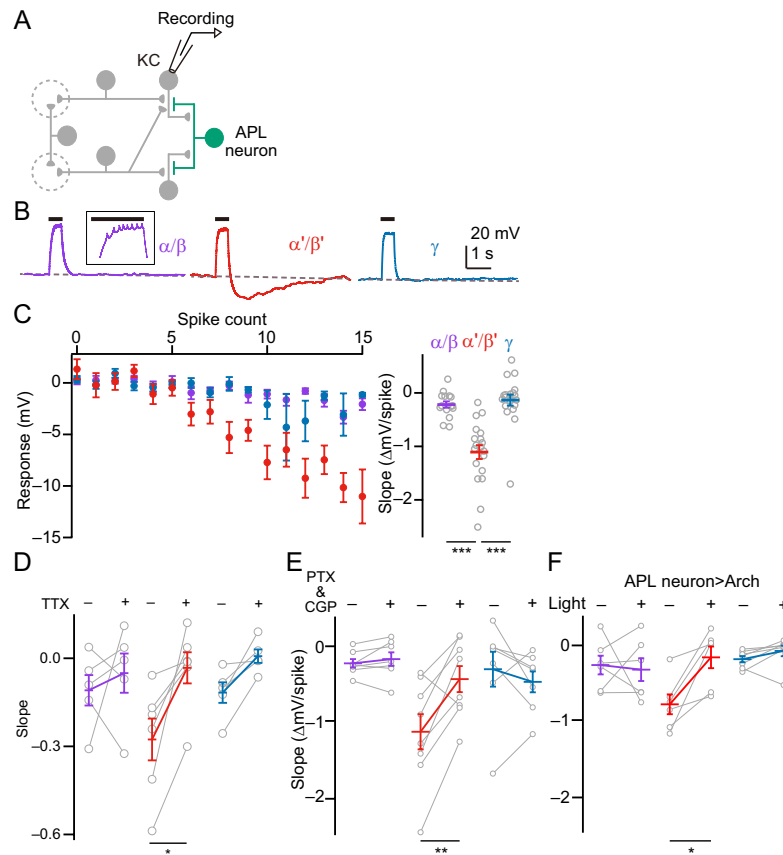 A
Recording
KC
APL
neuron
B
α/β
α'/β'
γ
20 mV
1 s
C
Spike count
0 5 10 15
0
−5
−10
−15
Response (mV)
α/β α'/β' γ
0
−1
−2
Slope (ΔmV/spike)
*** ***
D
TTX − + − + − +
0.0
−0.3
−0.6
Slope
*
E
PTX
&
CGP
− + − + − +
0
−1
−2
Slope (ΔmV/spike)
**
F
APL neuron>Arch
Light − + − + − +
0
−1
−2
*